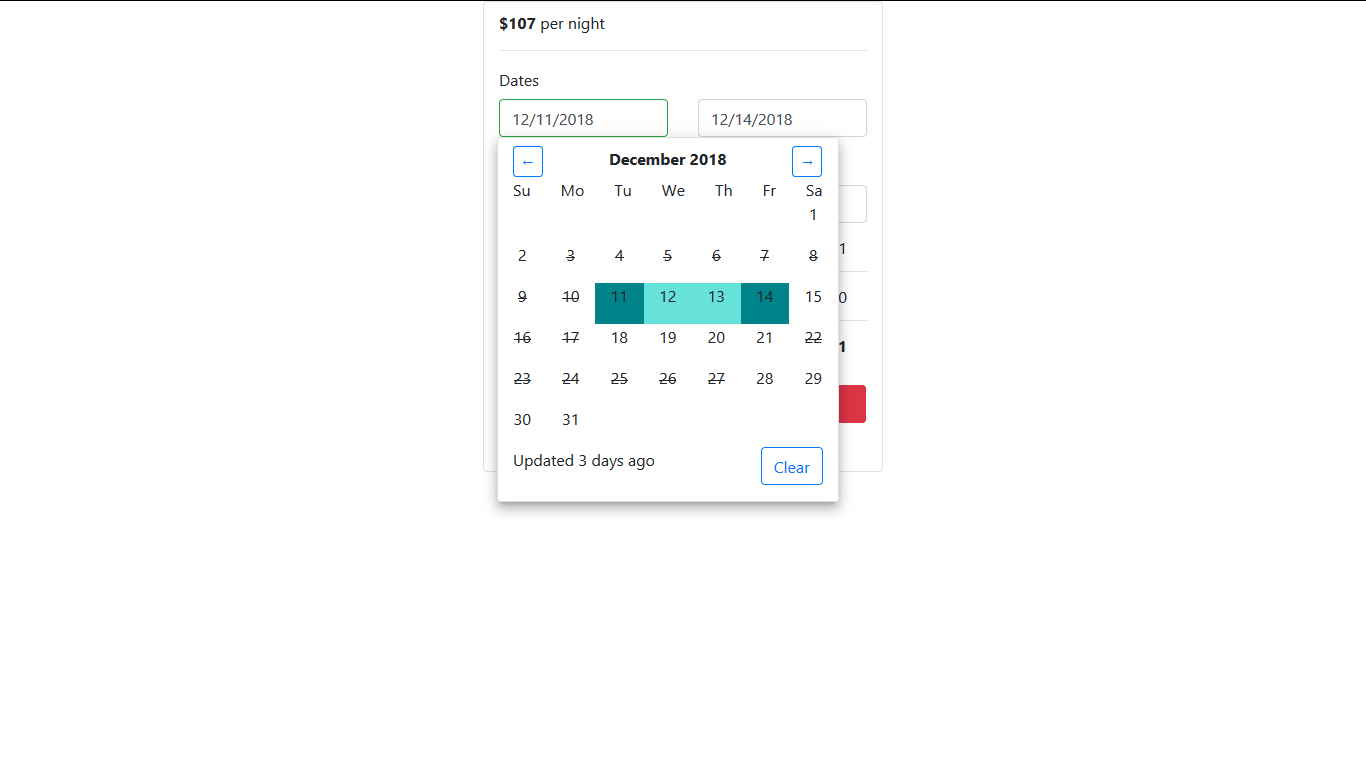 $107 per night
Dates
12/11/2018 12/14/2018
← December 2018 →
Su Mo Tu We Th Fr Sa
1
2 3 4 5 6 7 8
1
9 10 11 12 13 14 15
0
16 17 18 19 20 21 22
1
23 24 25 26 27 28 29
30 31
Updated 3 days ago Clear